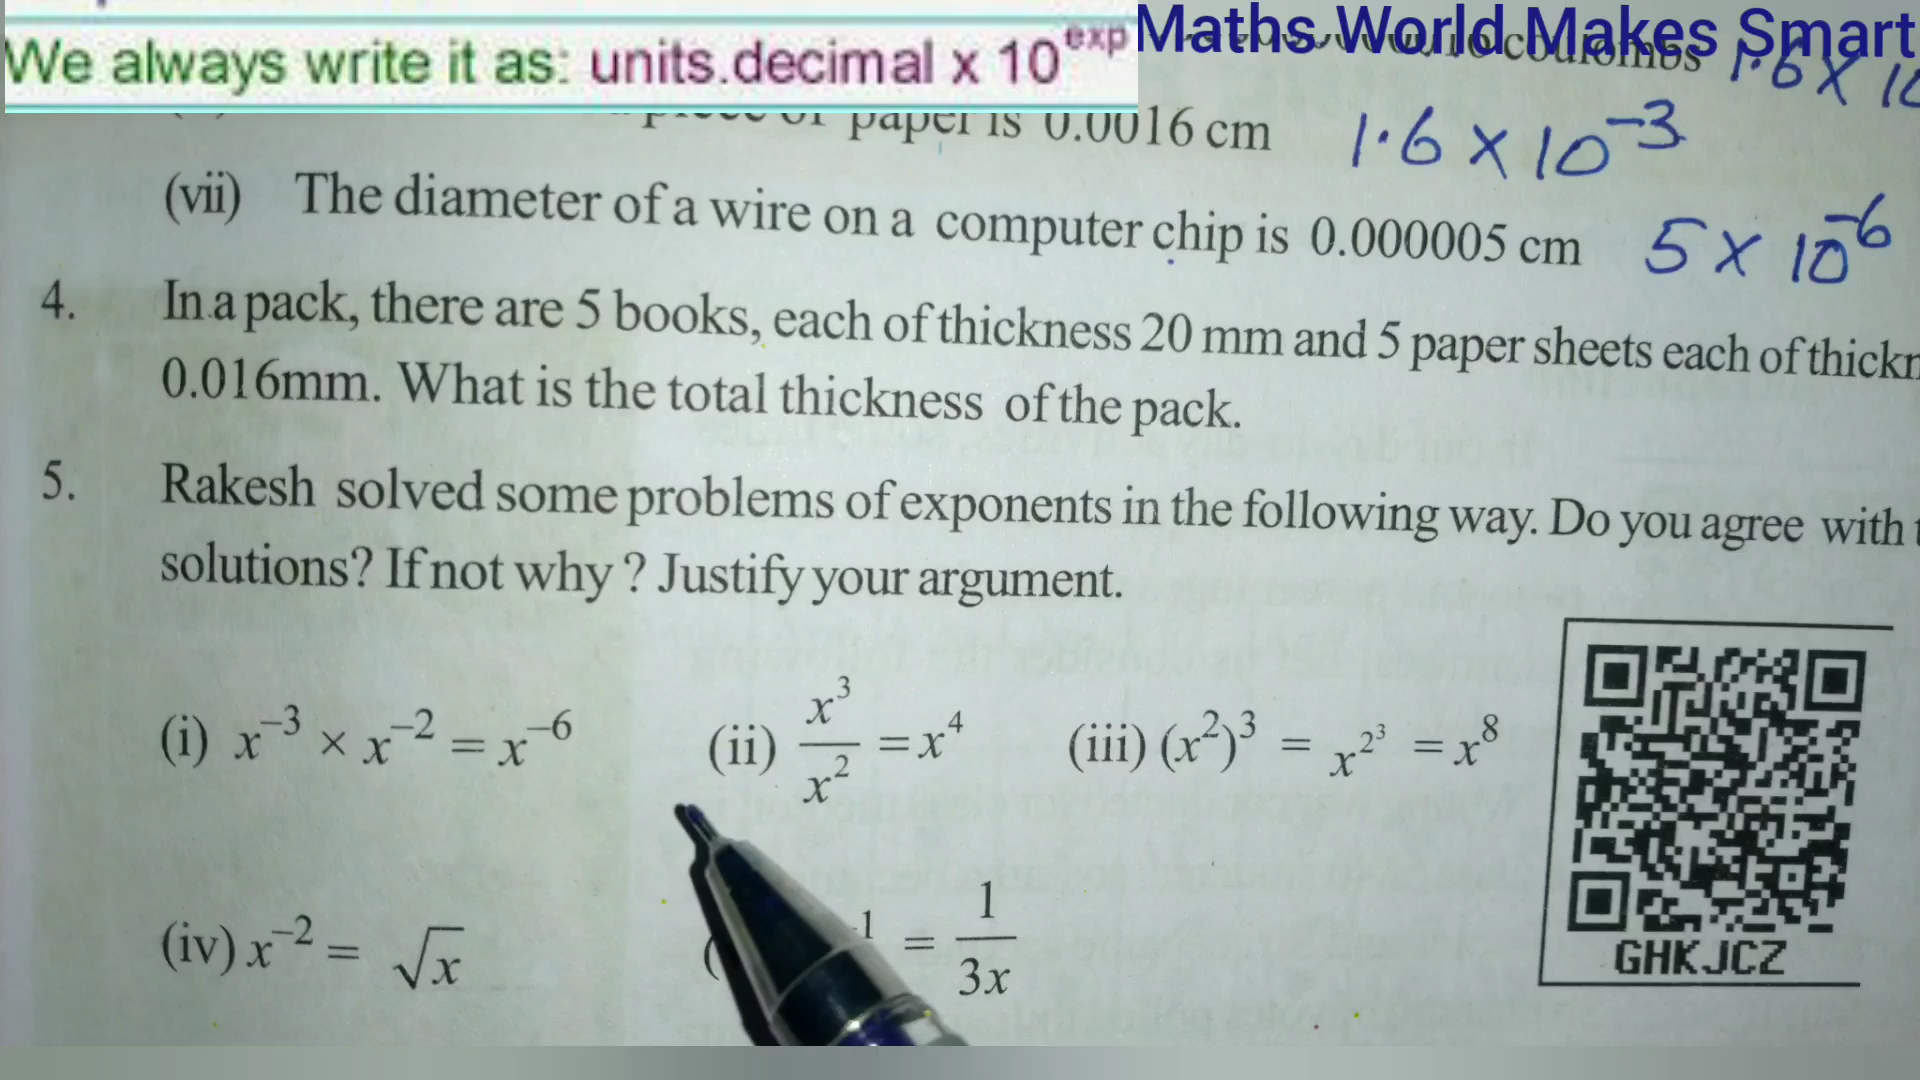 We always write it as: units.decimal x 10^exp
Maths World Makes Smart
coulombs 1.6 X 10
paper is 0.0016 cm 1.6 X 10^-3
(vii) The diameter of a wire on a computer chip is 0.000005 cm 5 X 10^-6
4. In a pack, there are 5 books, each of thickness 20 mm and 5 paper sheets each of
0.016mm. What is the total thickness of the pack.
5. Rakesh solved some problems of exponents in the following way. Do you agree with
solutions? If not why ? Justify your argument.
(i) x^-3 × x^-2 = x^-6 (ii) x^3/x^2 = x^4 (iii) (x^2)^3 = x^2^3 = x^8
(iv) x^-2 = √x = 1/3x
GHKJCZ